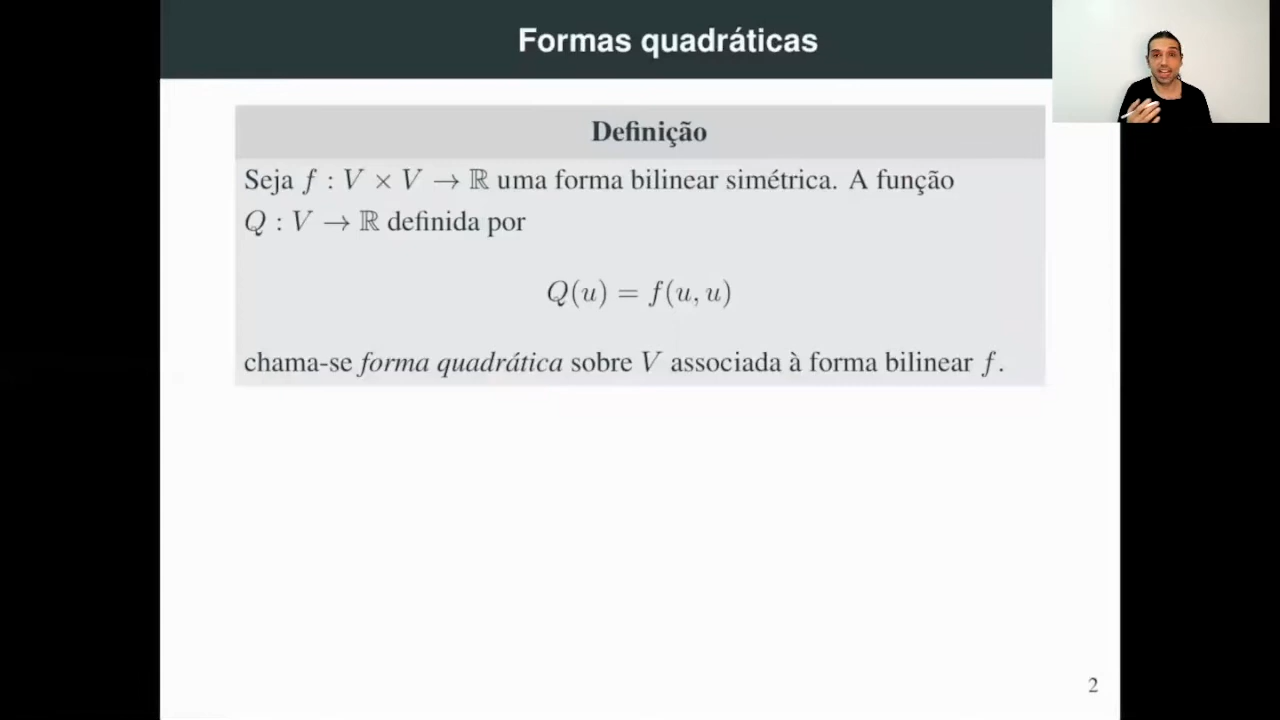 Formas quadráticas
Definição
Seja f : V × V → ℝ uma forma bilinear simétrica. A função
Q : V → ℝ definida por
Q(u) = f(u, u)
chama-se forma quadrática sobre V associada à forma bilinear f.
2